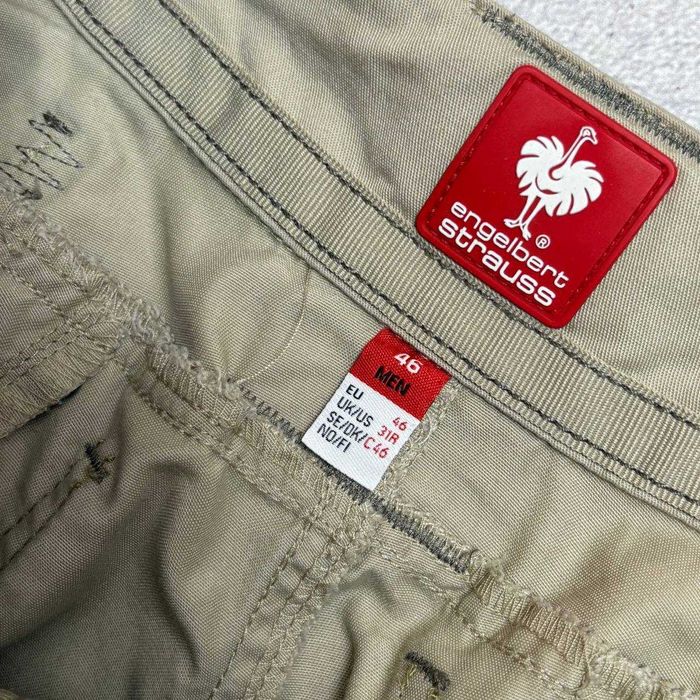 engelbert
strauss
®
46
MEN
EU 46
UK/US 31R
SE/DK/ C46
NO/FI